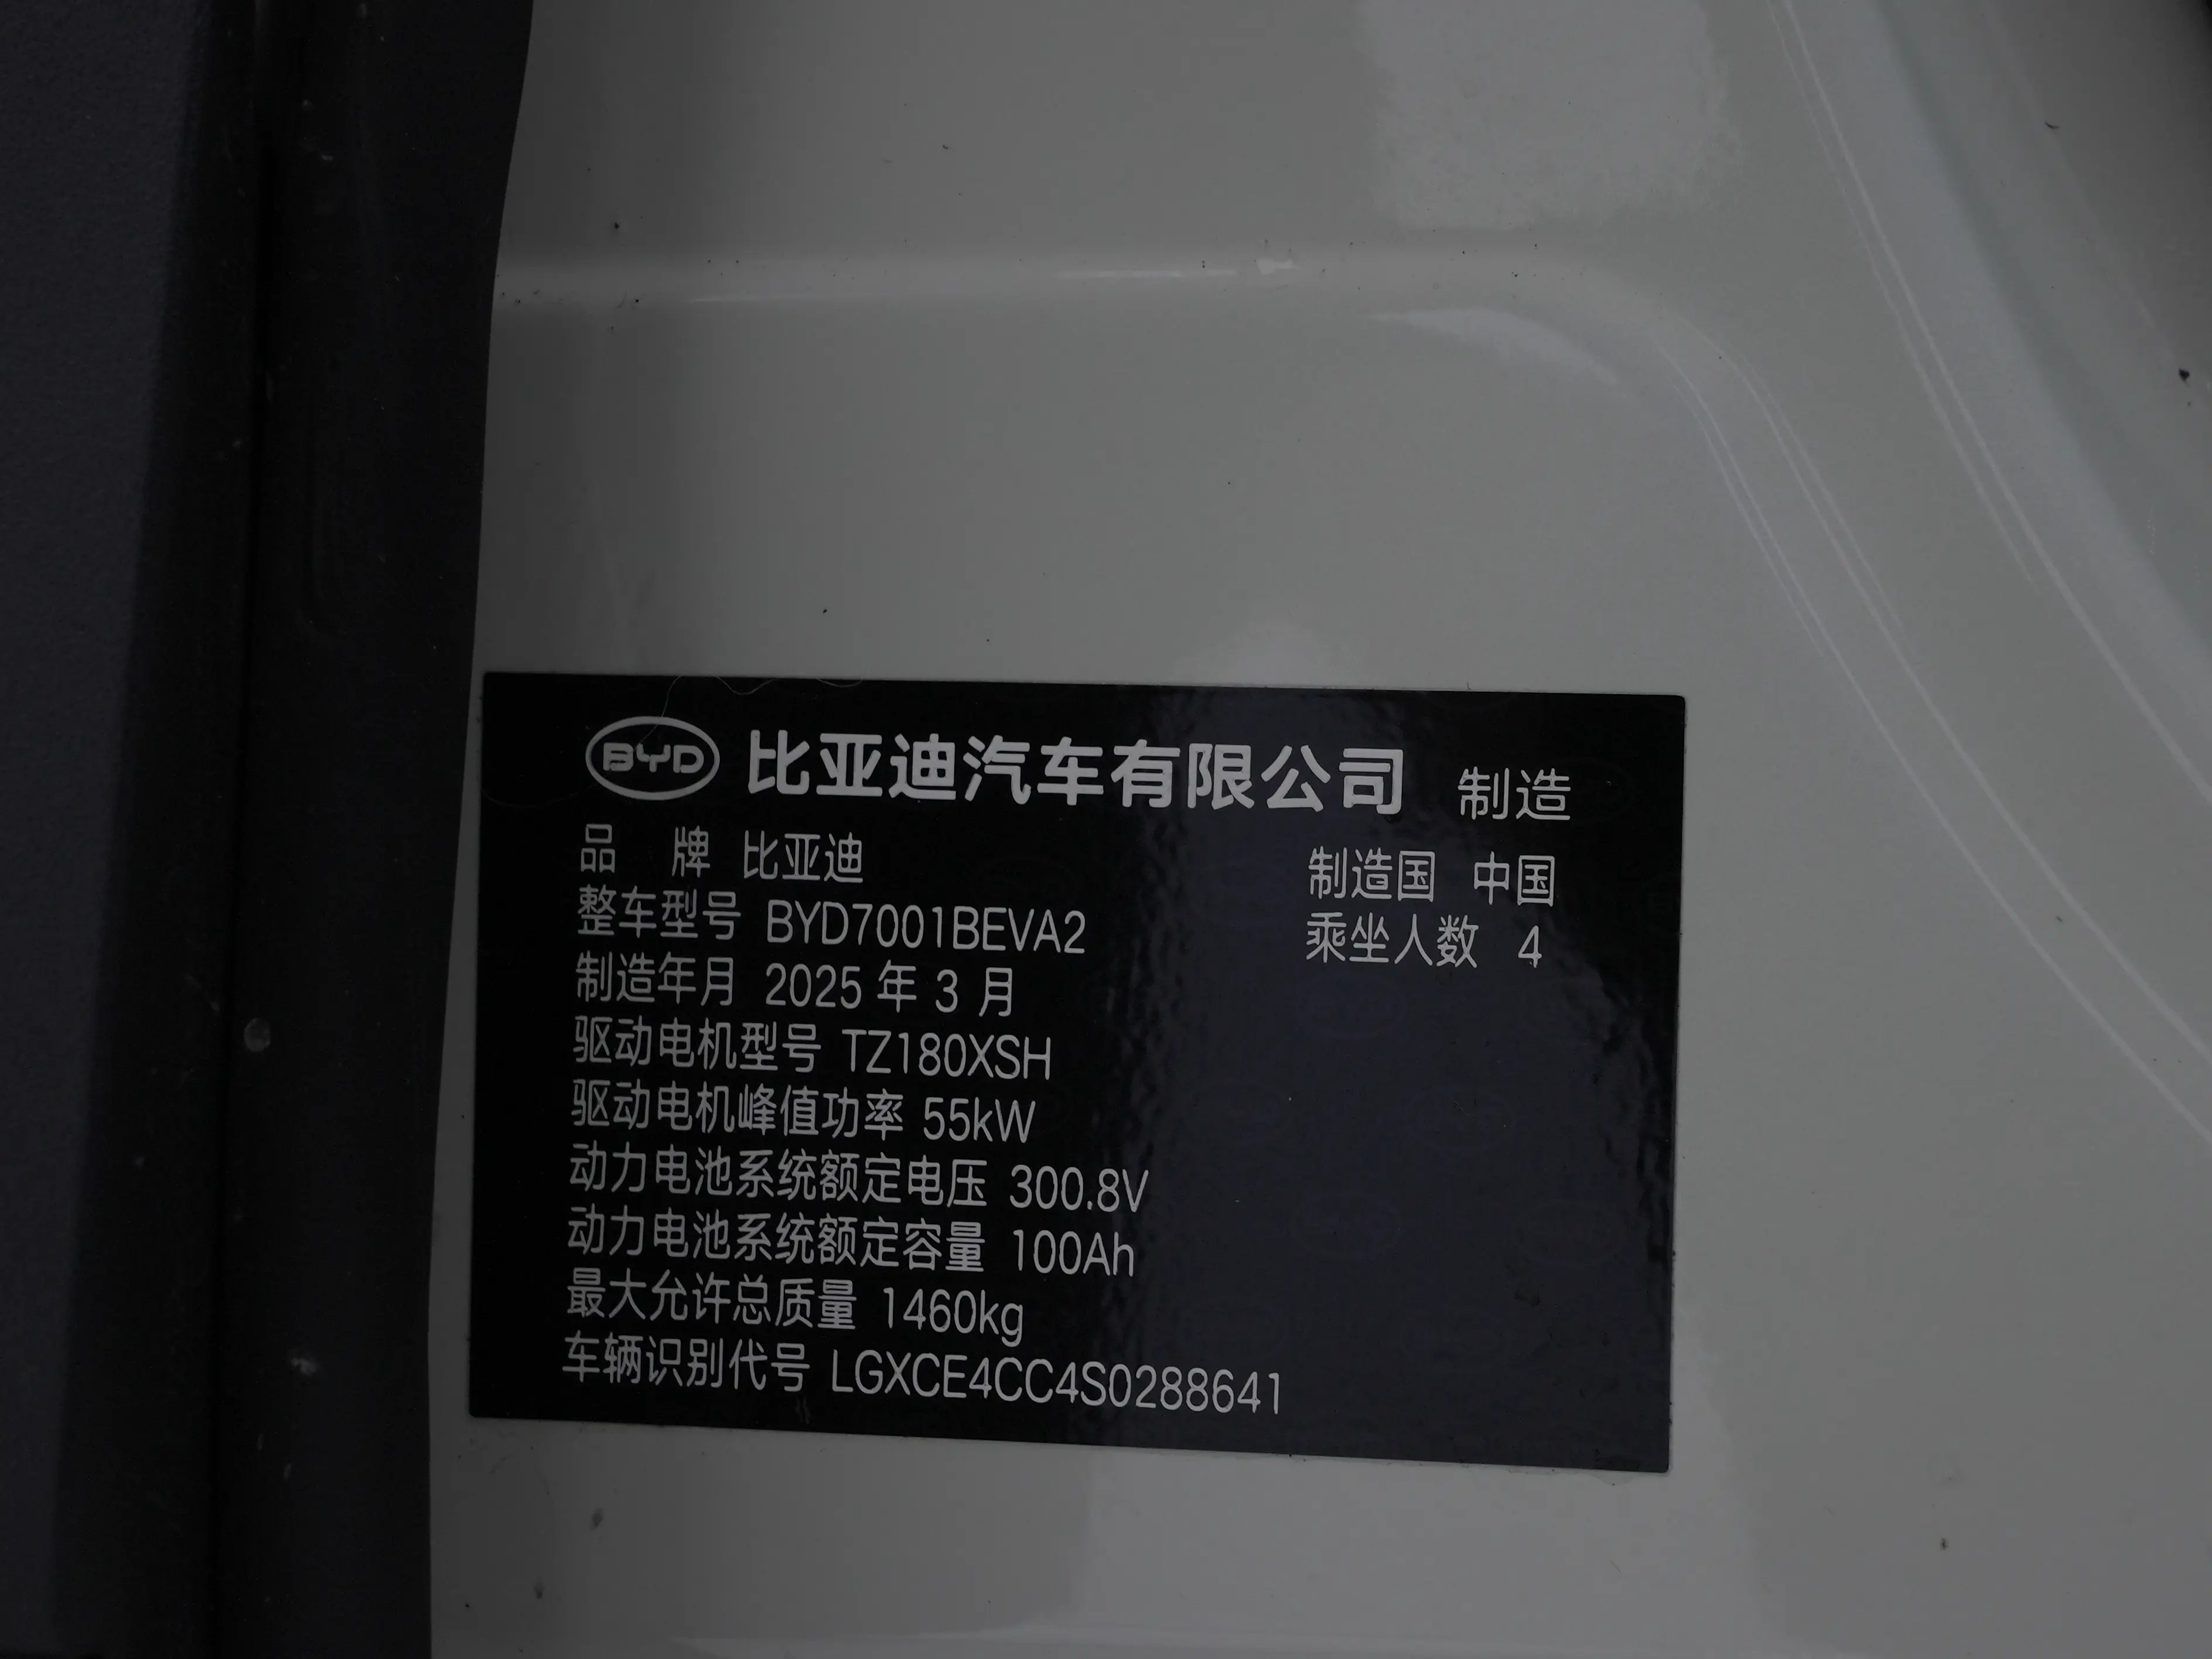 BYD 比亚迪汽车有限公司 制造
品 牌 比亚迪 制造国 中国
整车型号 BYD7001BEVA2 乘坐人数 4
制造年月 2025 年 3 月
驱动电机型号 TZ180XSH
驱动电机峰值功率 55kW
动力电池系统额定电压 300.8V
动力电池系统额定容量 100Ah
最大允许总质量 1460kg
车辆识别代号 LGXCE4CC4S0288641